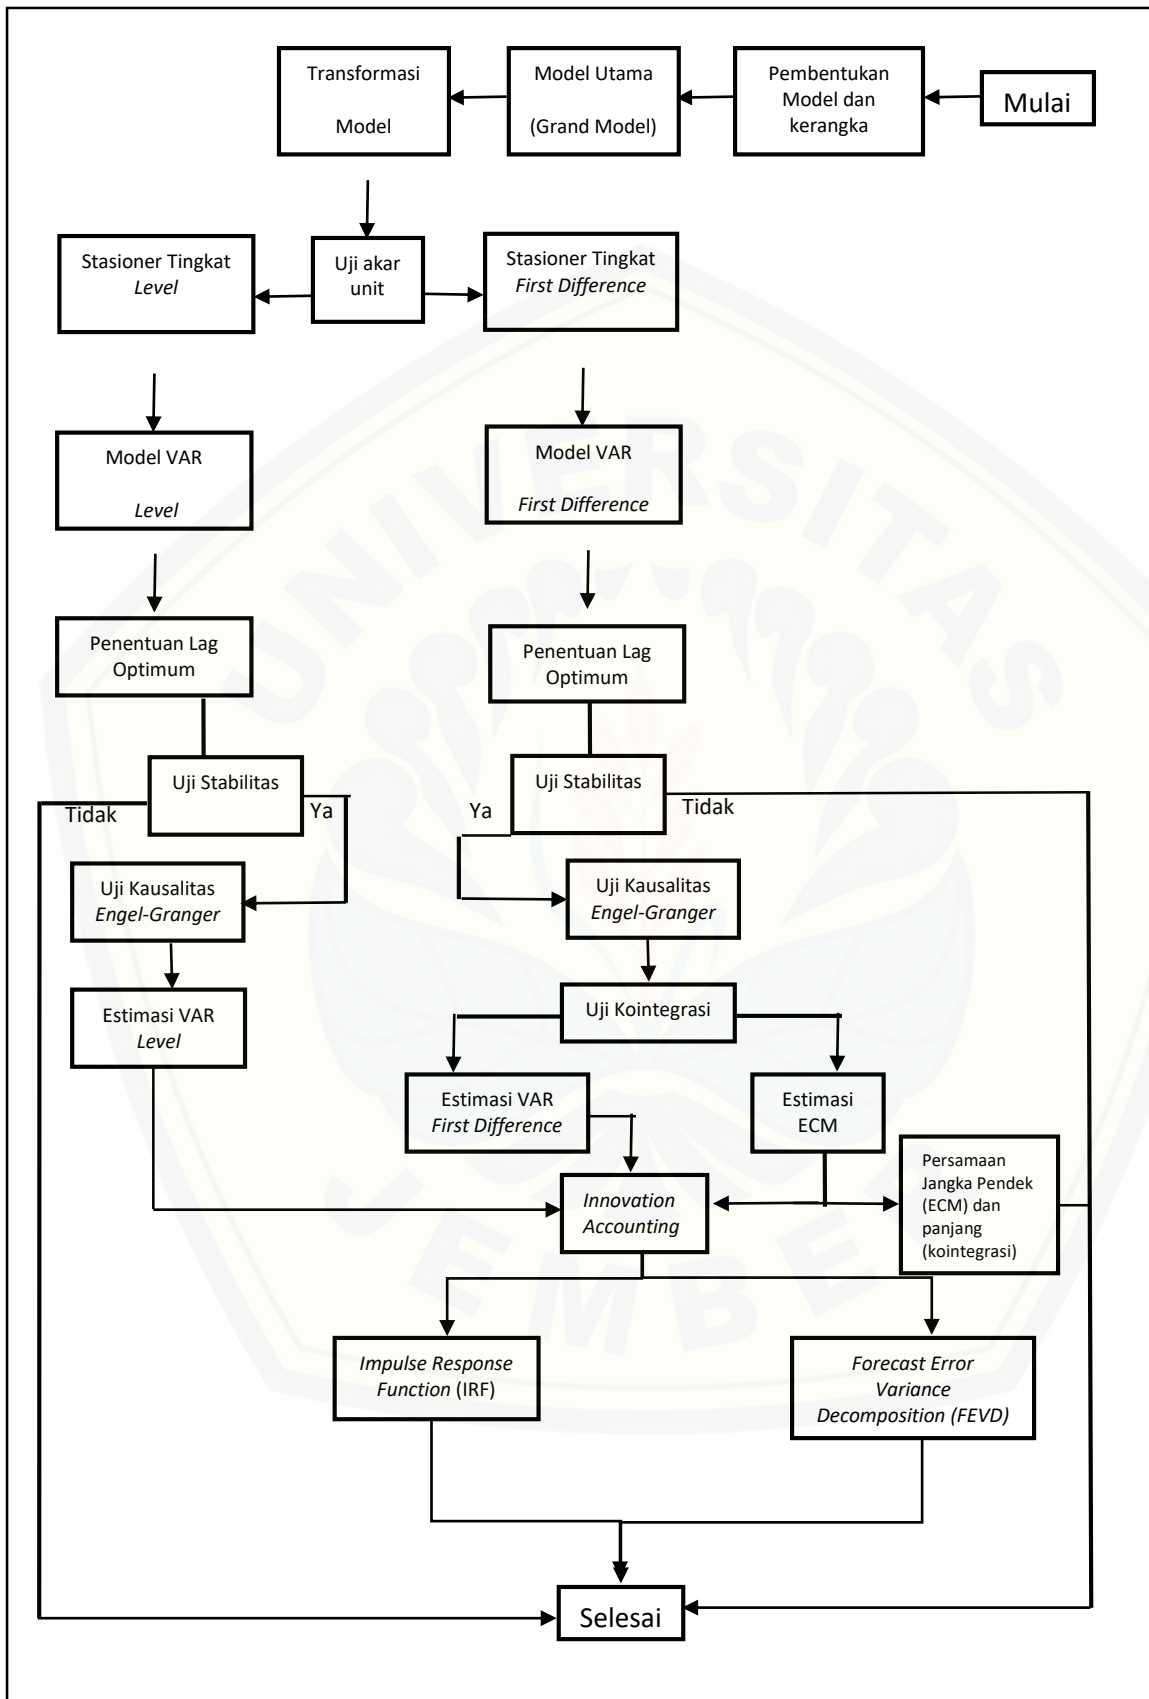 Transformasi
Model
Model Utama
(Grand Model)
Pembentukan
Model dan
kerangka
Mulai
Stasioner Tingkat
Level
Uji akar
unit
Stasioner Tingkat
First Difference
Model VAR
Level
Model VAR
First Difference
Penentuan Lag
Optimum
Penentuan Lag
Optimum
Uji Stabilitas
Uji Stabilitas
Tidak
Ya
Ya
Tidak
Uji Kausalitas
Engel-Granger
Uji Kausalitas
Engel-Granger
Estimasi VAR
Level
Uji Kointegrasi
Estimasi VAR
First Difference
Estimasi
ECM
Innovation
Accounting
Persamaan
Jangka Pendek
(ECM) dan
panjang
(kointegrasi)
Impulse Response
Function (IRF)
Forecast Error
Variance
Decomposition (FEVD)
Selesai
UNIVERSITAS
JEMBER